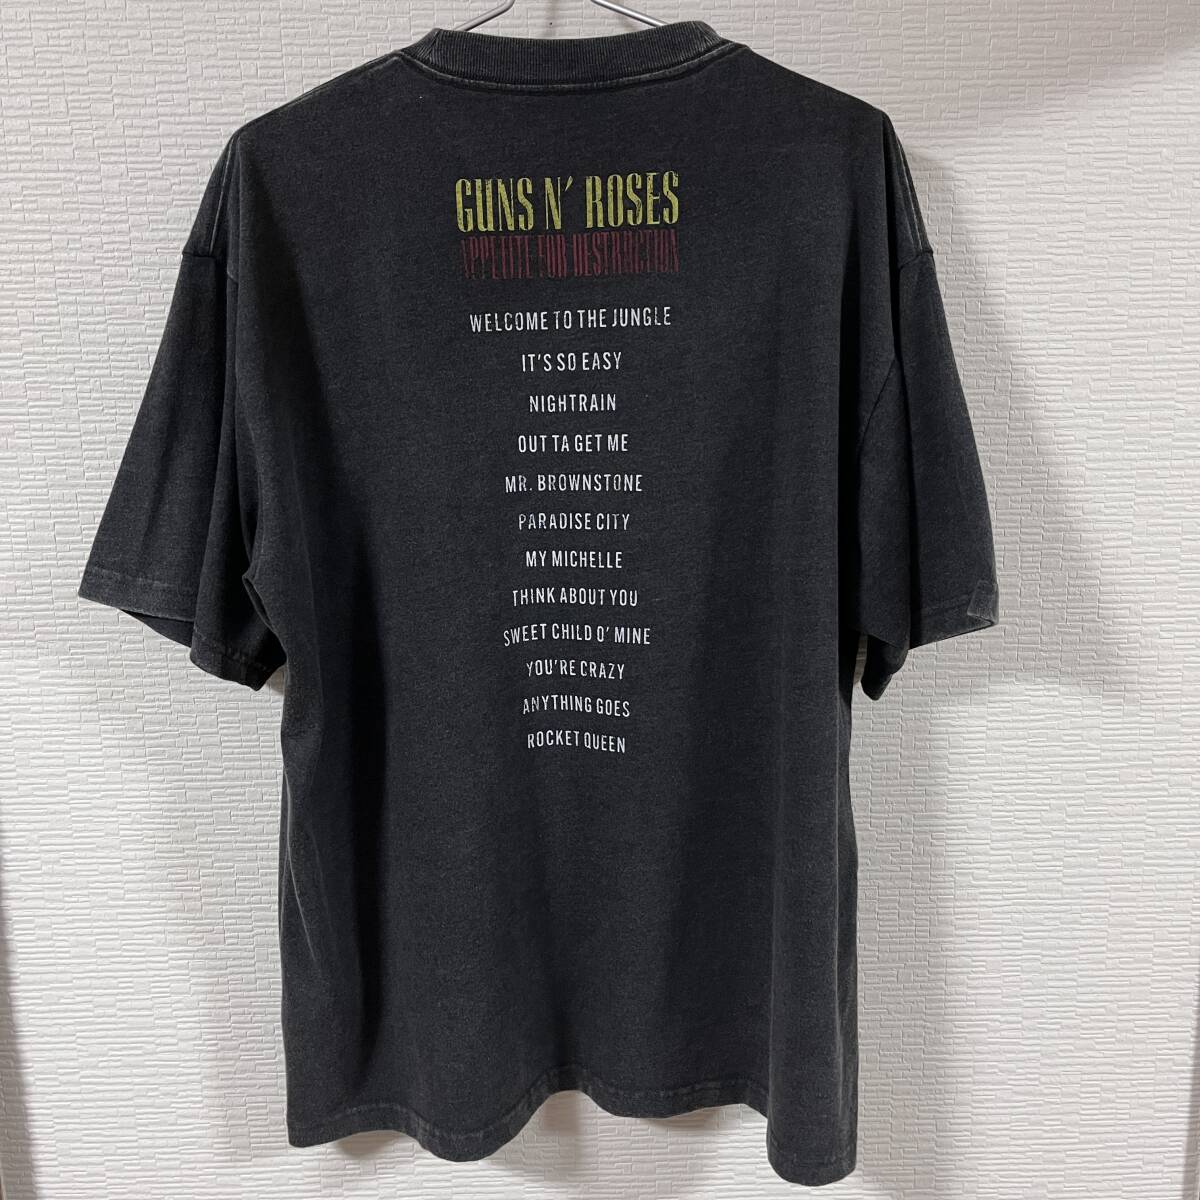 GUNS N' ROSES
APPETITE FOR DESTRUCTION
WELCOME TO THE JUNGLE
IT'S SO EASY
NIGHTRAIN
OUT TA GET ME
MR. BROWNSTONE
PARADISE CITY
MY MICHELLE
THINK ABOUT YOU
SWEET CHILD O' MINE
YOU'RE CRAZY
ANYTHING GOES
ROCKET QUEEN